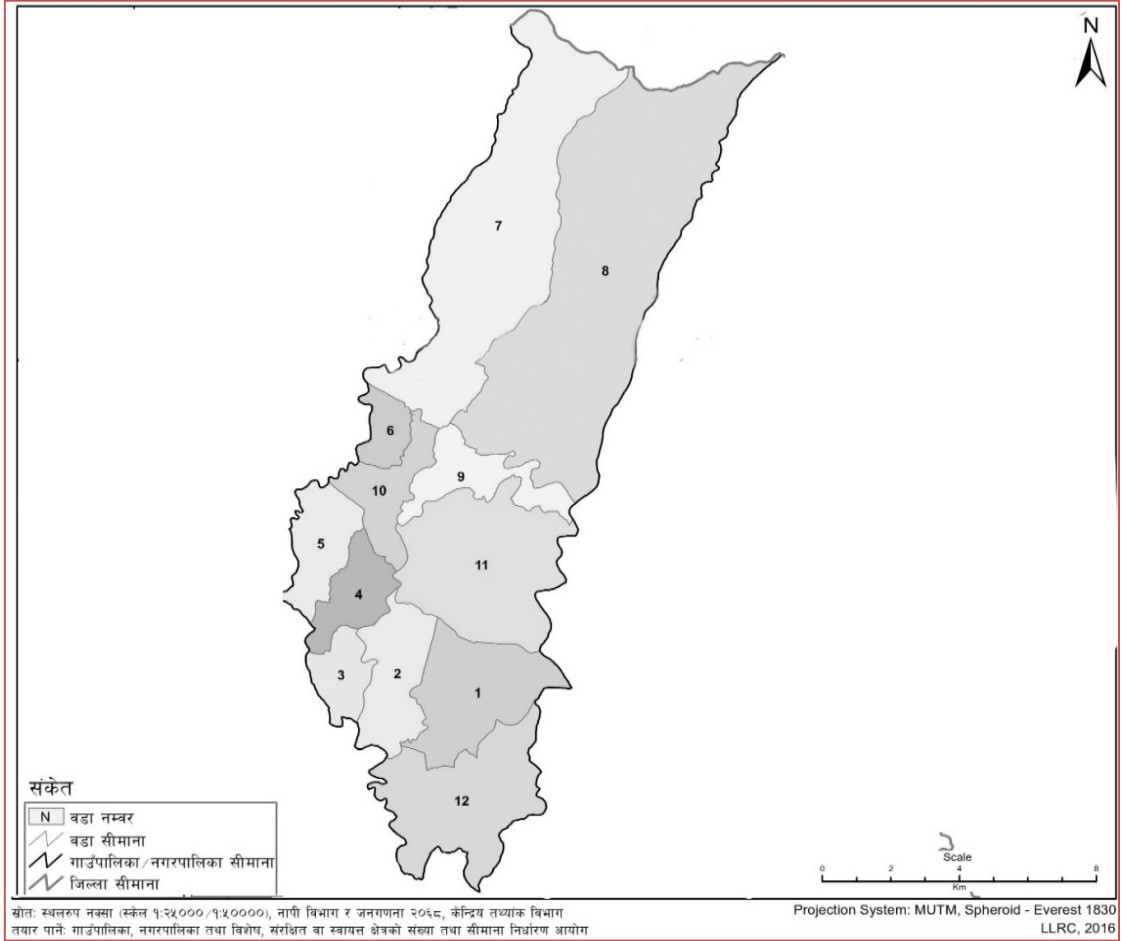 N
7
8
6
9
10
5
11
4
3
2
1
12
संकेत
N वडा नम्वर
वडा सीमाना
गाउँपालिका/नगरपालिका सीमाना
जिल्ला सीमाना
Scale
0 2 4 8
Km
स्रोतः स्थलरुप नक्सा (स्केल १:२५०००/१:५००००), नापी विभाग र जनगणना २०६८, केन्द्रिय तथ्यांक विभाग
तयार पार्नेः गाउँपालिका, नगरपालिका तथा विशेष, संरक्षित वा स्वायत्त क्षेत्रको संख्या तथा सीमाना निर्धारण आयोग
Projection System: MUTM, Spheroid - Everest 1830
LLRC, 2016